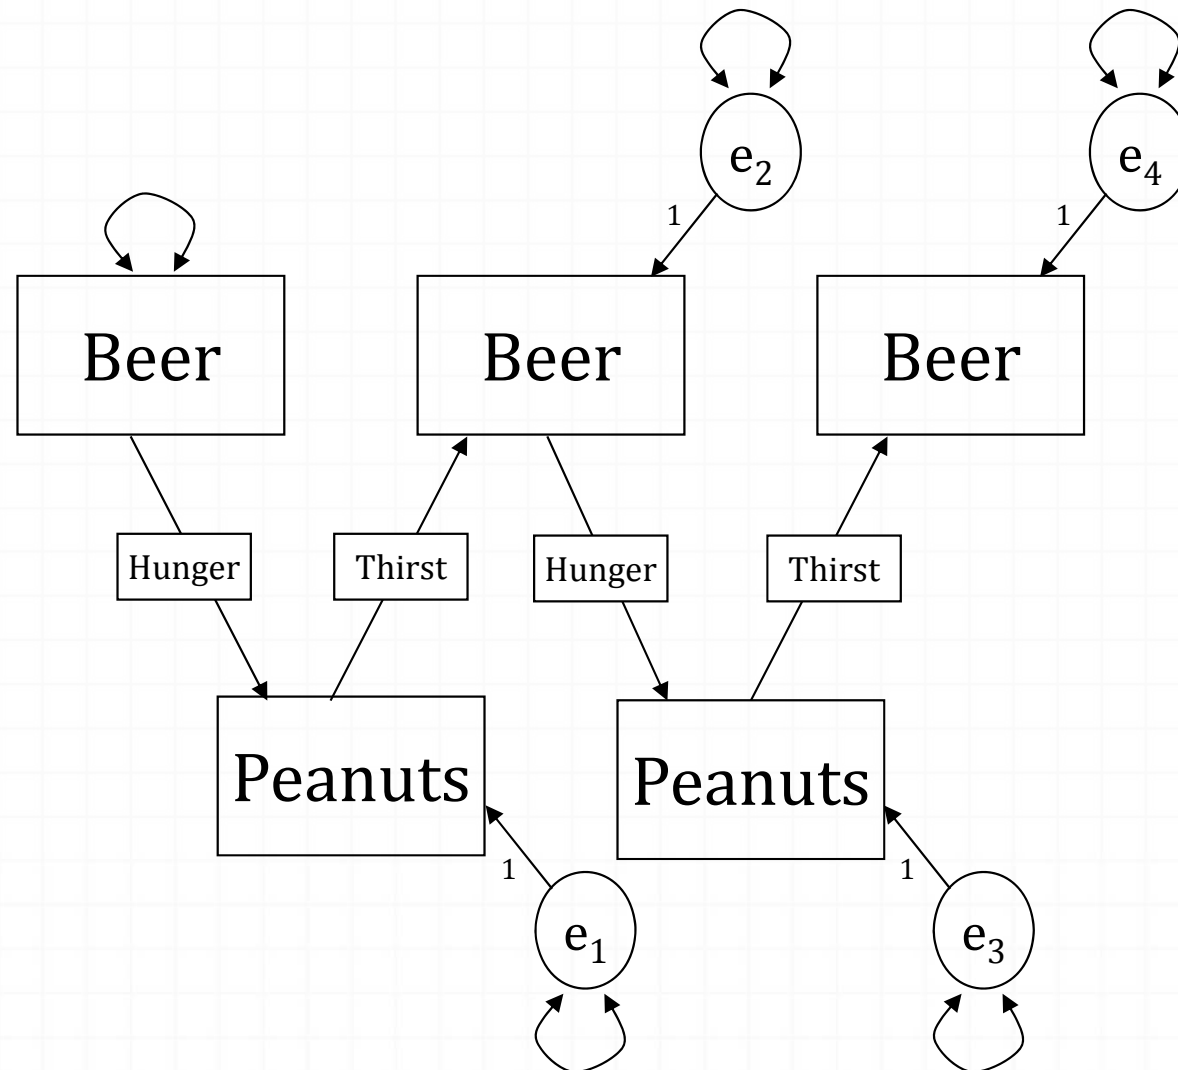 e2
e4
1
1
Beer
Beer
Beer
Hunger
Thirst
Hunger
Thirst
Peanuts
Peanuts
1
1
e1
e3